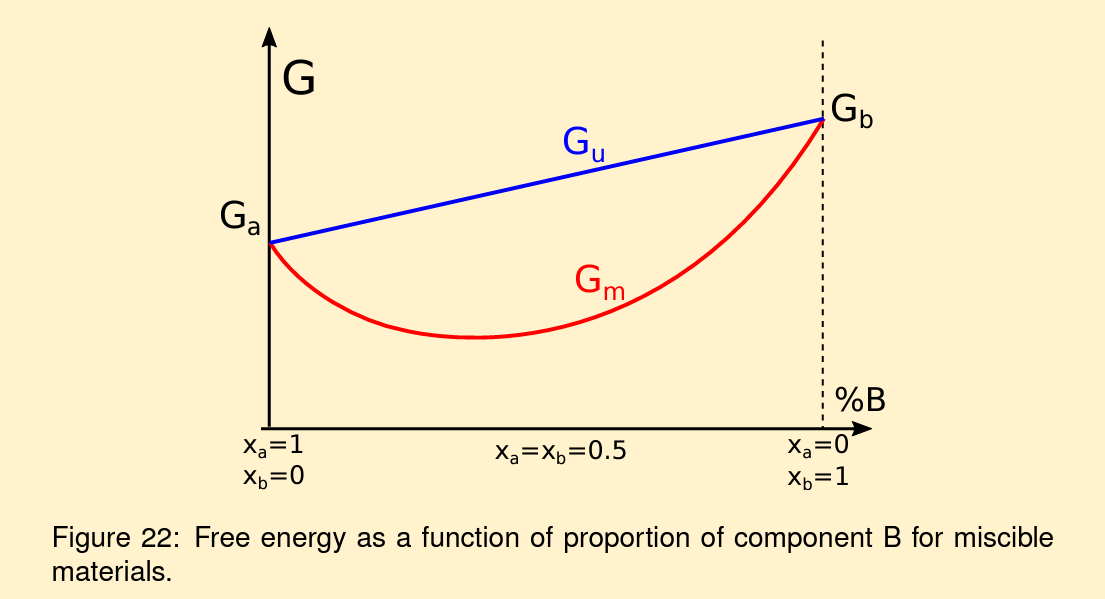 G
G_b
G_u
G_a
G_m
%B
x_a=1
x_b=0
x_a=x_b=0.5
x_a=0
x_b=1
Figure 22: Free energy as a function of proportion of component B for miscible
materials.